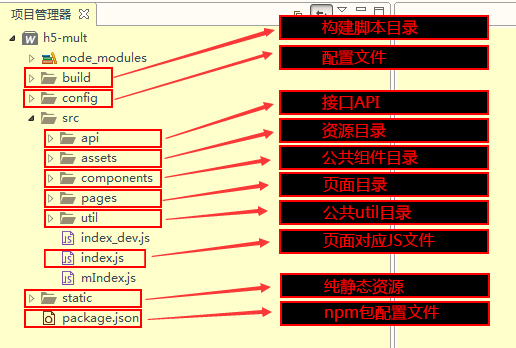 项目管理器
h5-mult
node_modules
build
config
src
api
assets
components
pages
util
index_dev.js
index.js
mIndex.js
static
package.json
构建脚本目录
配置文件
接口API
资源目录
公共组件目录
页面目录
公共util目录
页面对应JS文件
纯静态资源
npm包配置文件